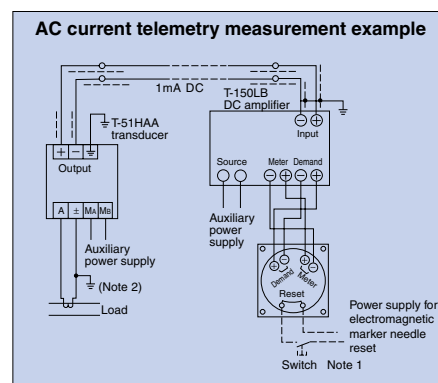 AC current telemetry measurement example
1mA DC
T-150LB
DC amplifier
T-51HAA
transducer
− +
Input
+ −
Output
Source Meter Demand
− + − +
A ± MA MB
Auxiliary
power supply
Auxiliary
power supply
(Note 2)
Load
+ − + −
Demand Meter
Reset
Power supply for
electromagnetic
marker needle
reset
Switch Note 1